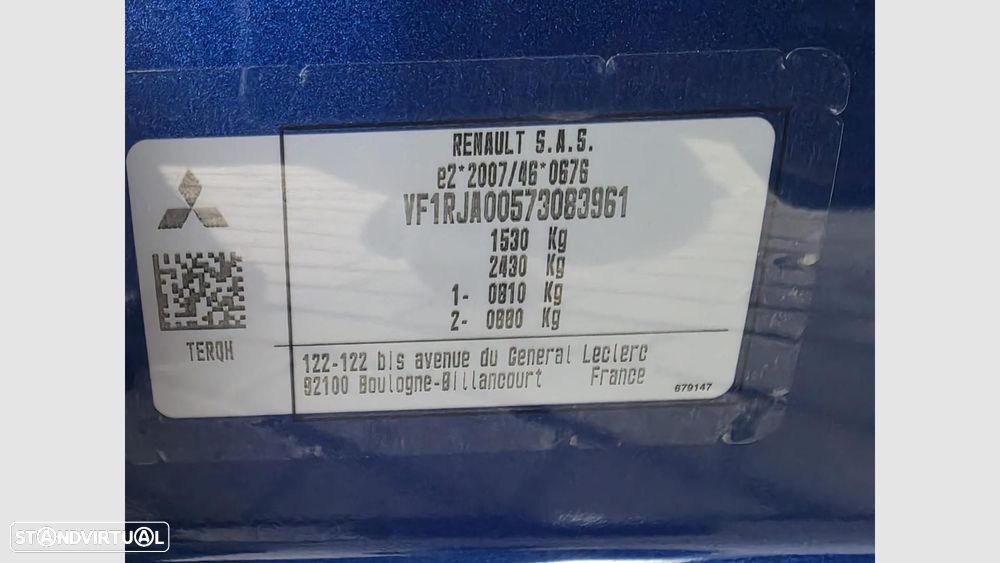 RENAULT S.A.S.
e2*2007/46*0676
VF1RJA00573083961
1530 Kg
2430 Kg
1- 0810 Kg
2- 0880 Kg
TERQH
122-122 bis avenue du General Leclerc
92100 Boulogne-Billancourt France
679147
STANDVIRTUAL